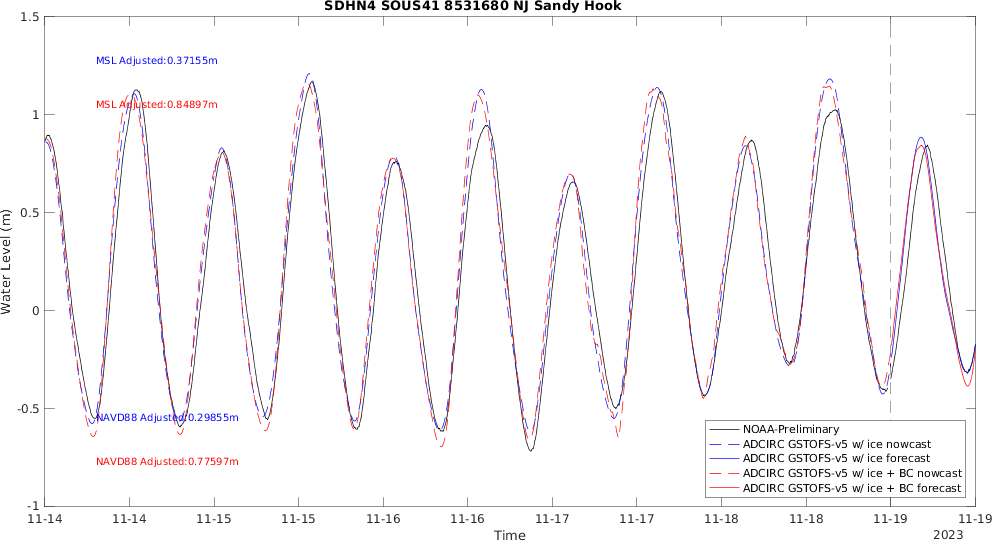 SDHN4 SOUS41 8531680 NJ Sandy Hook
1.5
MSL Adjusted:0.37155m
MSL Adjusted:0.84897m
1
0.5
Water Level (m)
0
-0.5
NAVD88 Adjusted:0.29855m
NAVD88 Adjusted:0.77597m
NOAA-Preliminary
ADCIRC GSTOFS-v5 w/ ice nowcast
ADCIRC GSTOFS-v5 w/ ice forecast
ADCIRC GSTOFS-v5 w/ ice + BC nowcast
ADCIRC GSTOFS-v5 w/ ice + BC forecast
-1
11-14 11-14 11-15 11-15 11-16 11-16 11-17 11-17 11-18 11-18 11-19 11-19
Time
2023